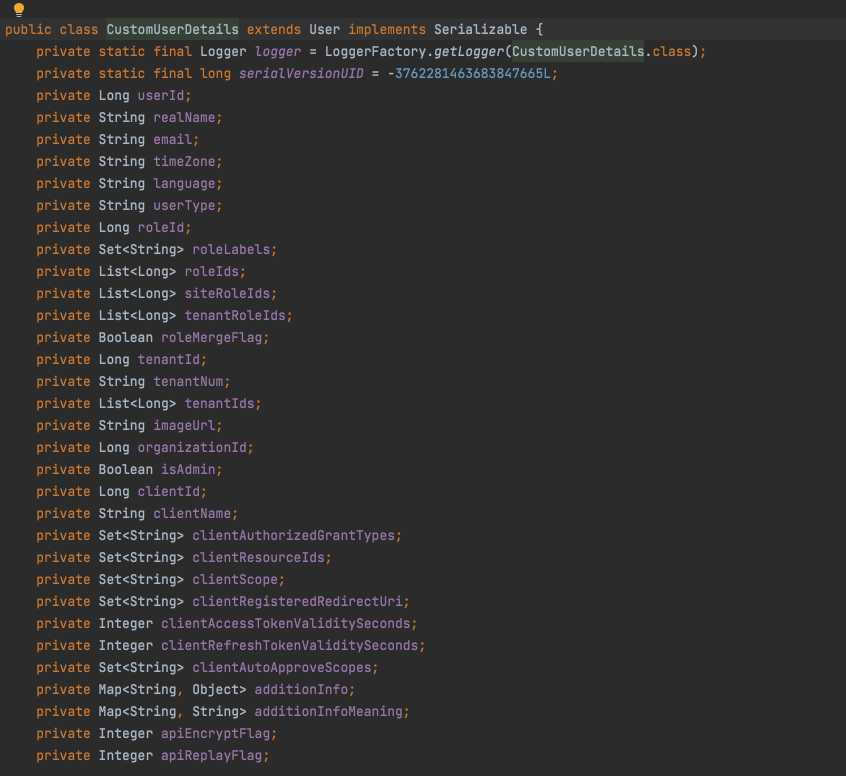 public class CustomUserDetails extends User implements Serializable {
private static final Logger logger = LoggerFactory.getLogger(CustomUserDetails.class);
private static final long serialVersionUID = -3762281463683847665L;
private Long userId;
private String realName;
private String email;
private String timeZone;
private String language;
private String userType;
private Long roleId;
private Set<String> roleLabels;
private List<Long> roleIds;
private List<Long> siteRoleIds;
private List<Long> tenantRoleIds;
private Boolean roleMergeFlag;
private Long tenantId;
private String tenantNum;
private List<Long> tenantIds;
private String imageUrl;
private Long organizationId;
private Boolean isAdmin;
private Long clientId;
private String clientName;
private Set<String> clientAuthorizedGrantTypes;
private Set<String> clientResourceIds;
private Set<String> clientScope;
private Set<String> clientRegisteredRedirectUri;
private Integer clientAccessTokenValiditySeconds;
private Integer clientRefreshTokenValiditySeconds;
private Set<String> clientAutoApproveScopes;
private Map<String, Object> additionInfo;
private Map<String, String> additionInfoMeaning;
private Integer apiEncryptFlag;
private Integer apiReplayFlag;